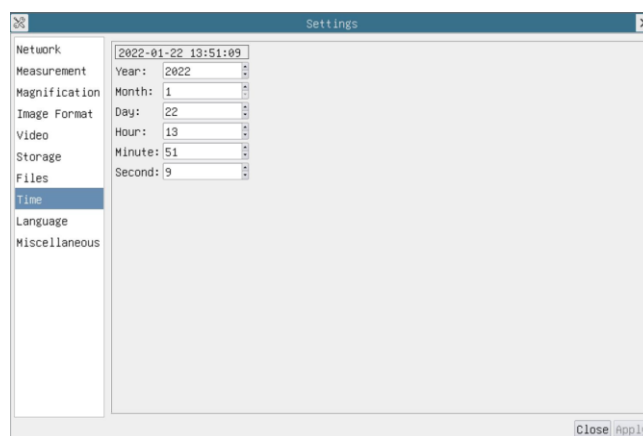 Settings
Network
Measurement
Magnification
Image Format
Video
Storage
Files
Time
Language
Miscellaneous
2022-01-22 13:51:09
Year: 2022
Month: 1
Day: 22
Hour: 13
Minute: 51
Second: 9
Close